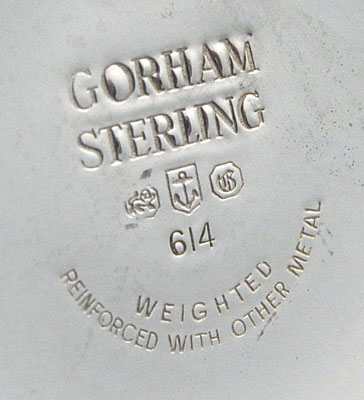 GORHAM
STERLING
G
614
WEIGHTED
REINFORCED WITH OTHER METAL